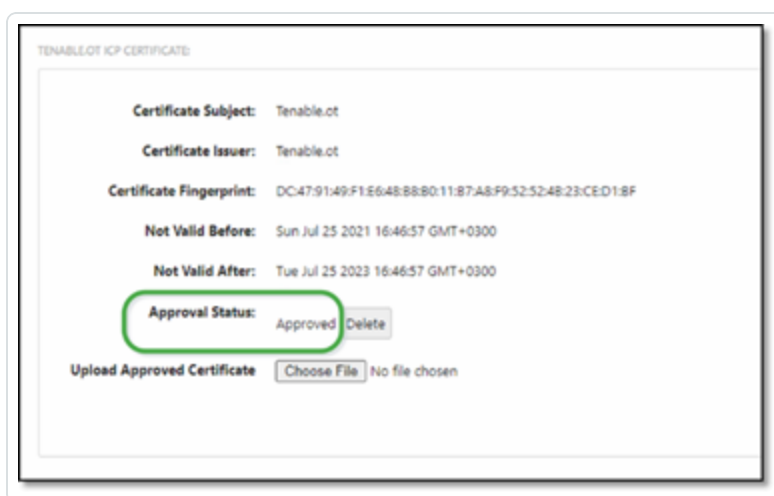 TENABLE.OT ICP CERTIFICATE:
Certificate Subject: Tenable.ot
Certificate Issuer: Tenable.ot
Certificate Fingerprint: DC:47:91:49:F1:E6:48:B8:B0:11:B7:A8:F9:52:52:4B:23:CE:D1:BF
Not Valid Before: Sun Jul 25 2021 16:46:57 GMT+0300
Not Valid After: Tue Jul 25 2023 16:46:57 GMT+0300
Approval Status: Approved Delete
Upload Approved Certificate Choose File No file chosen